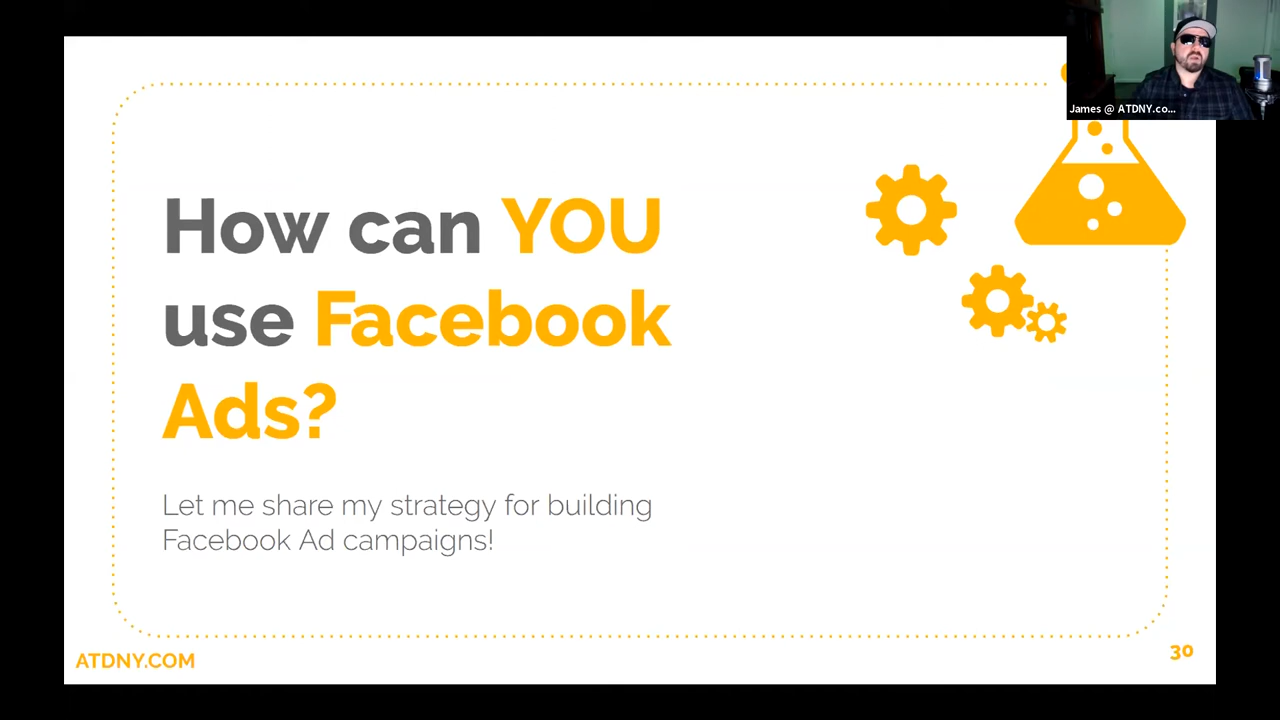 James @ ATDNY.co...
How can YOU
use Facebook
Ads?
Let me share my strategy for building
Facebook Ad campaigns!
ATDNY.COM
30